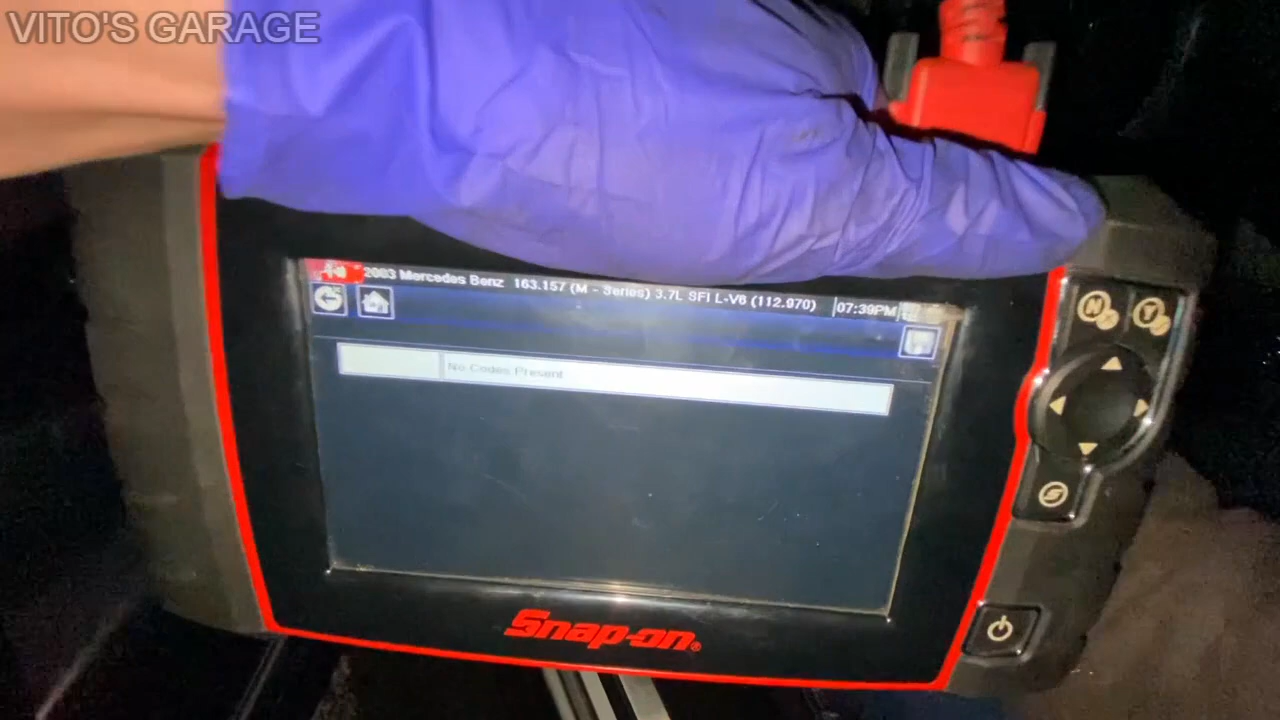 VITO'S GARAGE
2003 Mercedes Benz 163.157 (M - Series) 3.7L SFI L-V6 (112.970) 07:39PM
No Codes Present
N
Y
S
Snap-on®